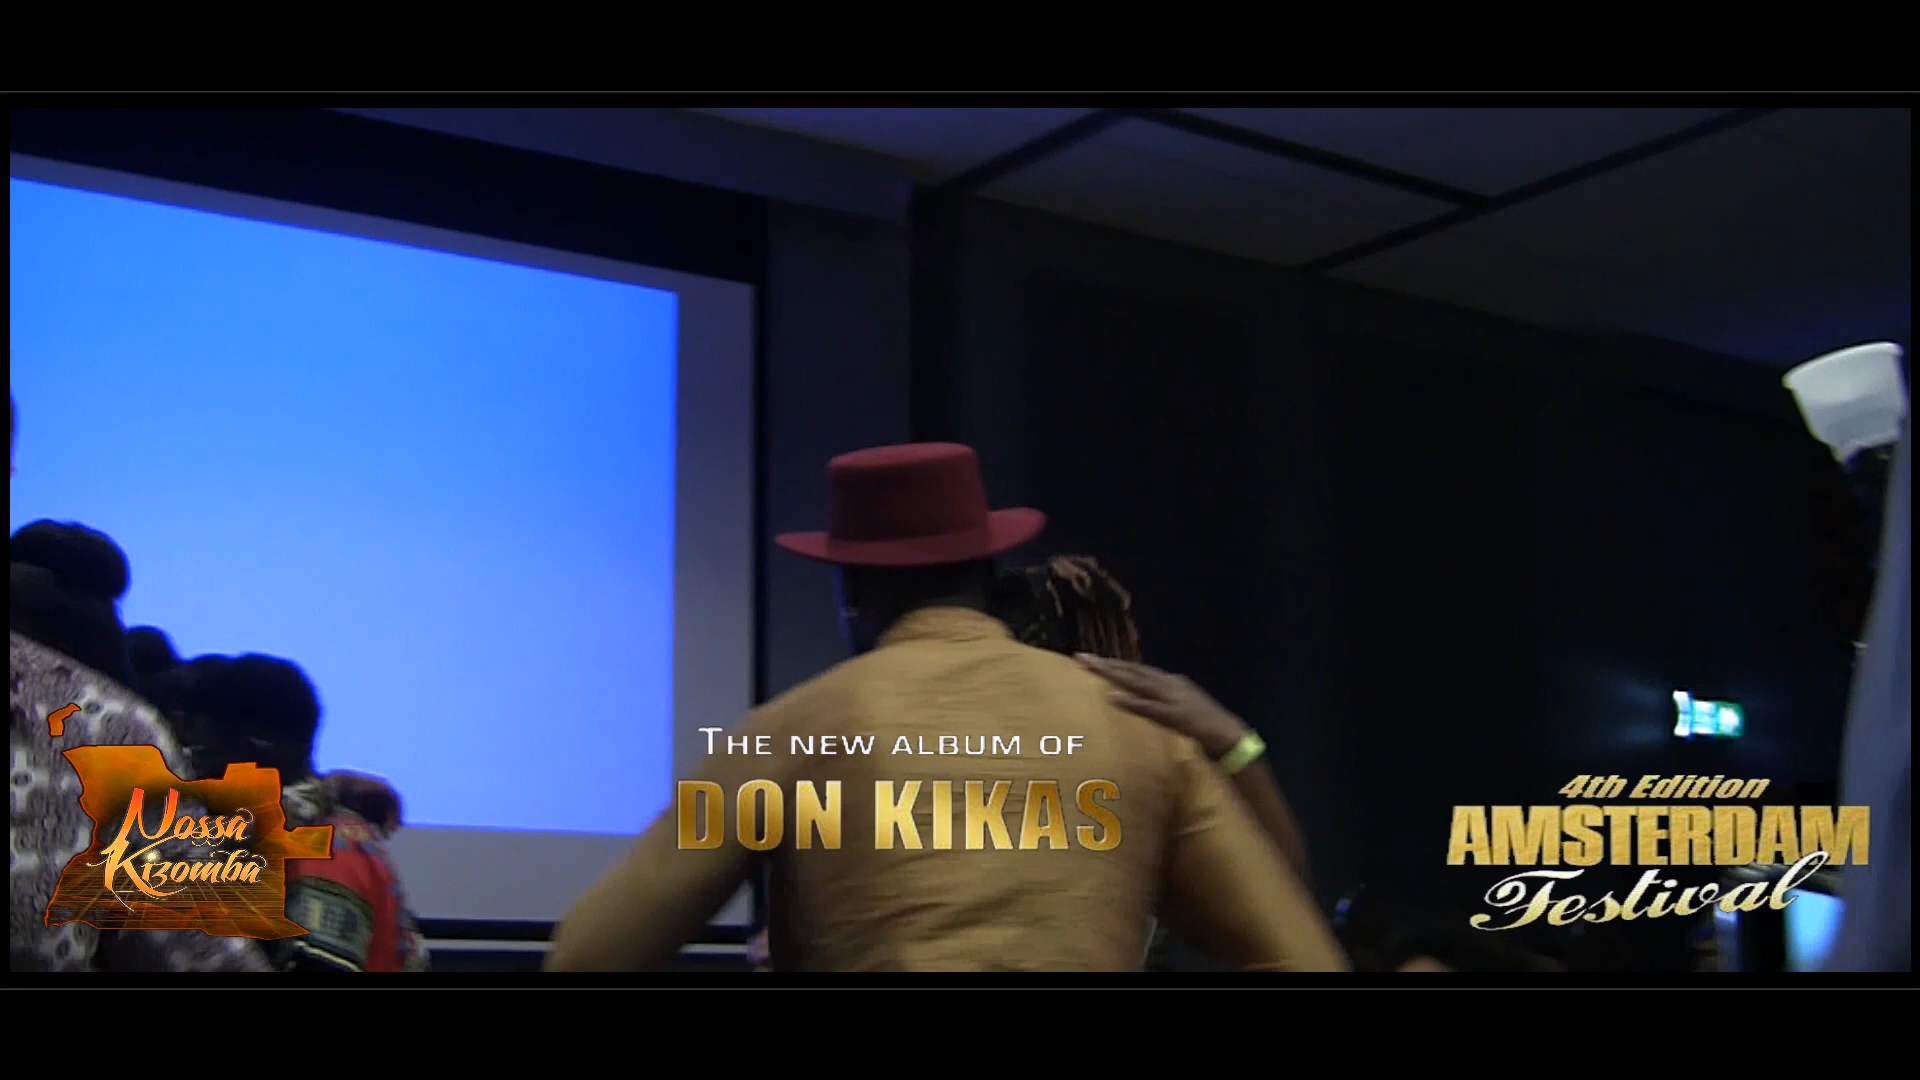 THE NEW ALBUM OF
DON KIKAS
Nossa
Kizomba
4th Edition
AMSTERDAM
Festival